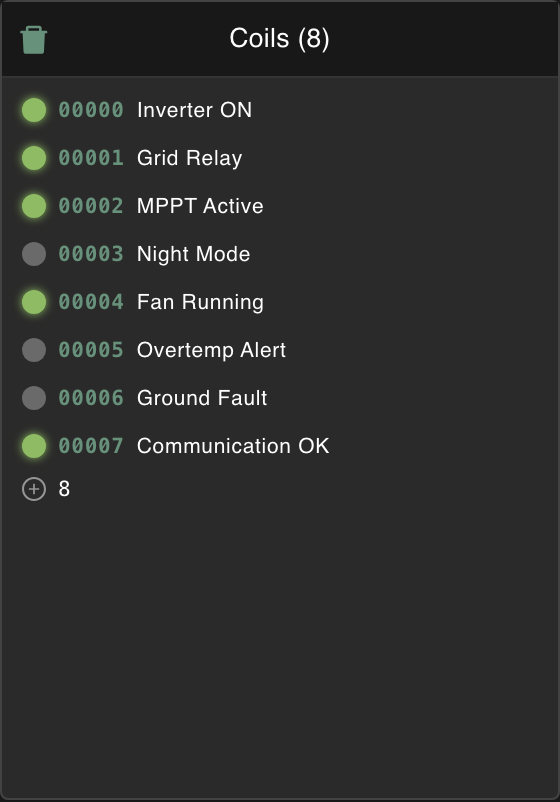 Coils (8)
00000 Inverter ON
00001 Grid Relay
00002 MPPT Active
00003 Night Mode
00004 Fan Running
00005 Overtemp Alert
00006 Ground Fault
00007 Communication OK
8